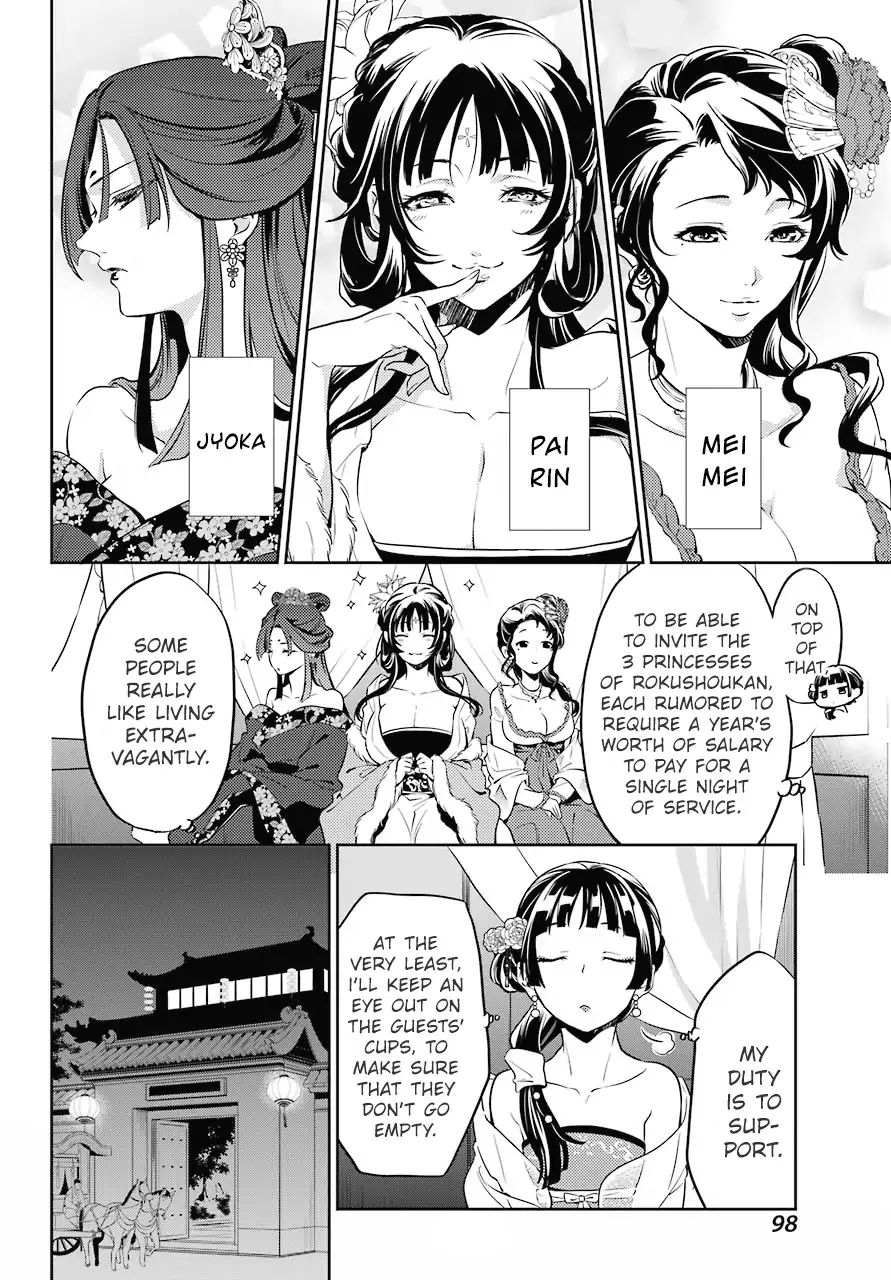 MEI
MEI
PAI
RIN
JYOKA
ON
TOP
OF
THAT,
TO BE ABLE
TO INVITE THE
3 PRINCESSES
OF ROKUSHOUKAN,
EACH RUMORED TO
REQUIRE A YEAR'S
WORTH OF SALARY
TO PAY FOR A
SINGLE NIGHT
OF SERVICE.
SOME
PEOPLE
REALLY
LIKE LIVING
EXTRA-
VAGANTLY.
MY
DUTY
IS TO
SUP-
PORT.
AT THE
VERY LEAST,
I'LL KEEP AN
EYE OUT ON
THE GUESTS'
CUPS, TO
MAKE SURE
THAT THEY
DON'T GO
EMPTY.
98